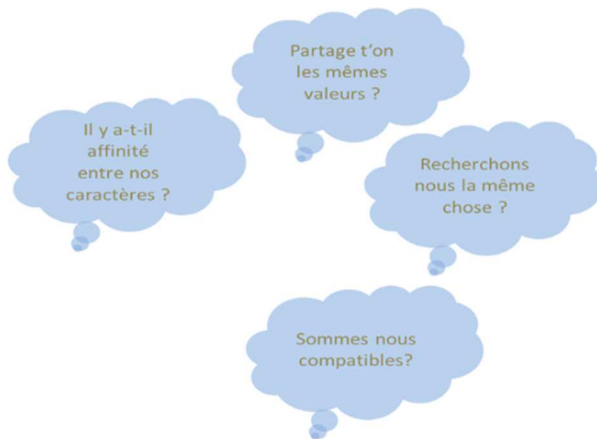 Partage t'on
les mêmes
valeurs ?
Il y a-t-il
affinité
entre nos
caractères ?
Recherchons
nous la même
chose ?
Sommes nous
compatibles?